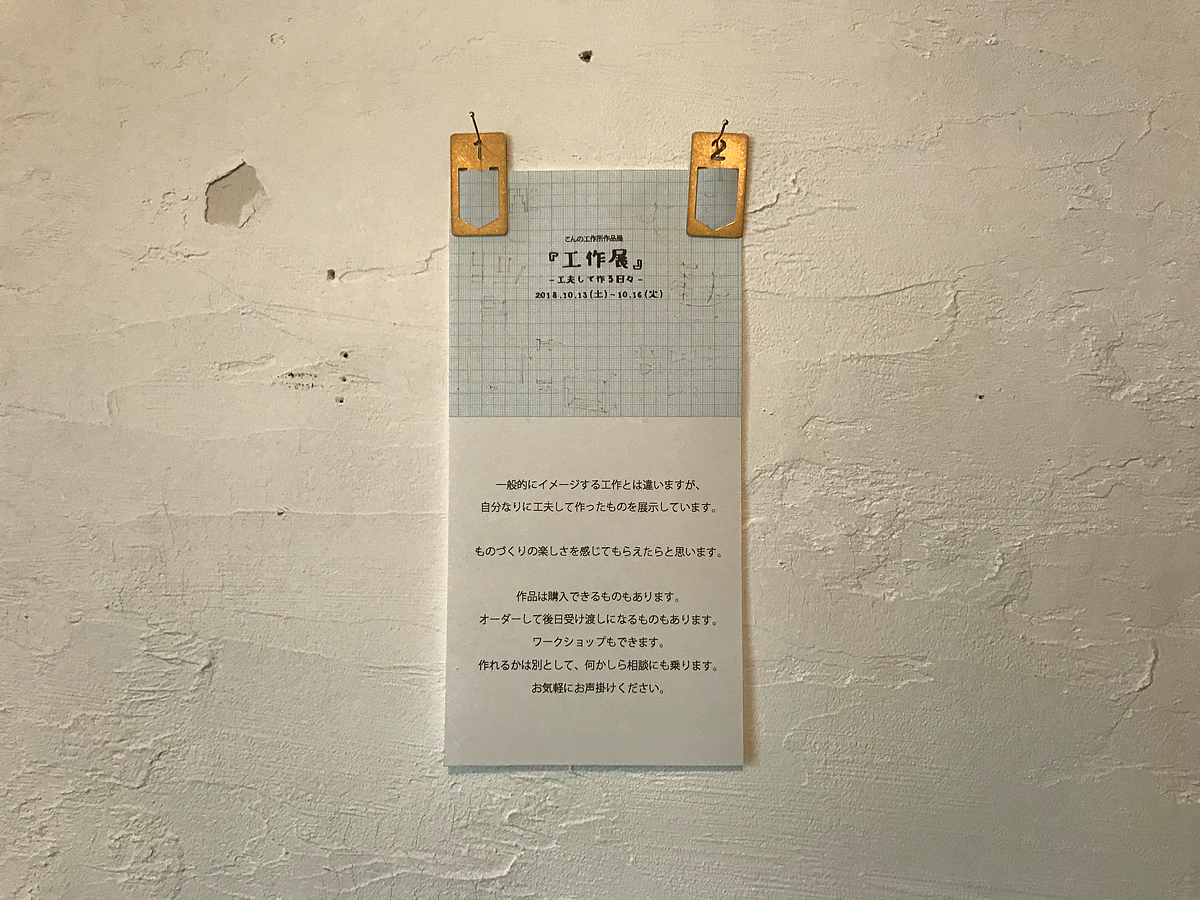 1
2
こんの工作所作品展
『工作展』
-工夫して作る日々-
2018.10.13(土)-10.16(火)
一般的にイメージする工作とは違いますが、
自分なりに工夫して作ったものを展示しています。
ものづくりの楽しさを感じてもらえたらと思います。
作品は購入できるものもあります。
オーダーして後日受け渡しになるものもあります。
ワークショップもできます。
作れるかは別として、何かしら相談にも乗ります。
お気軽にお声掛けください。